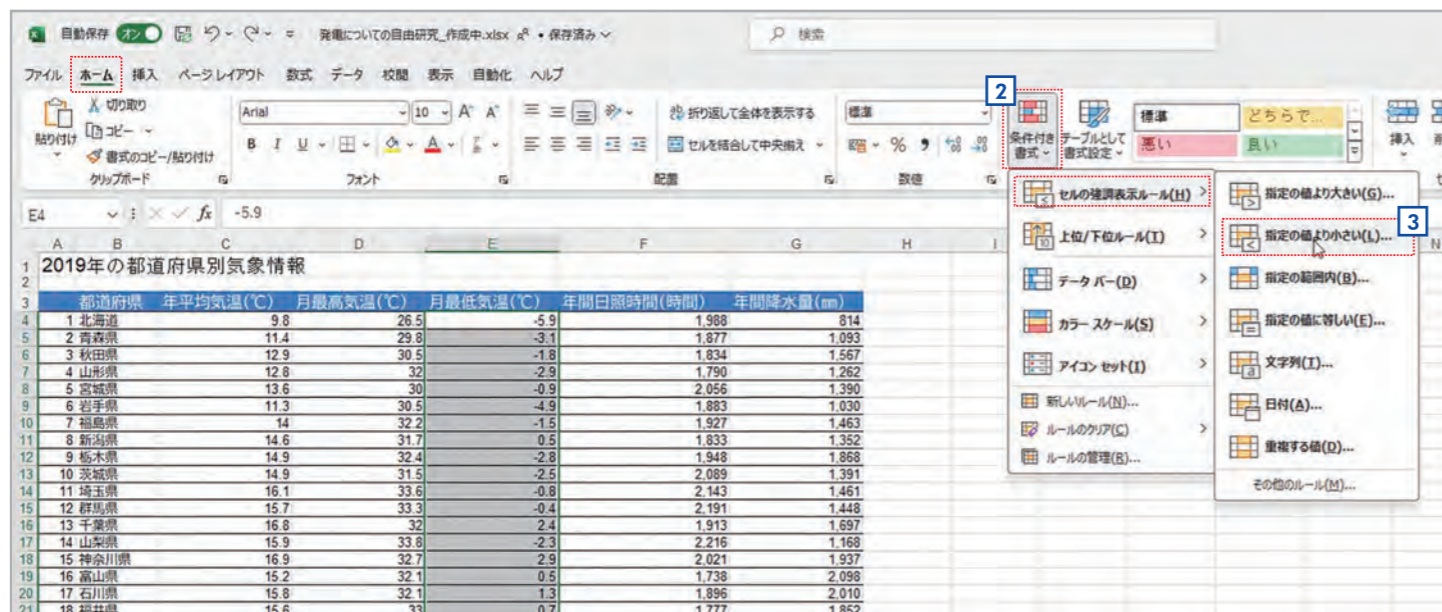 自動保存 オン 発電についての自由研究_作成中.xlsx • 保存済み 検索
ファイル ホーム 挿入 ページレイアウト 数式 データ 校閲 表示 自動化 ヘルプ
2
貼り付け 切り取り コピー 書式のコピー/貼り付け クリップボード
Arial 10 A A B I U A フォント
折り返して全体を表示する セルを結合して中央揃え 配置
標準 % 9 数値
条件付き書式 テーブルとして書式設定 標準 どちらで... 悪い 良い 挿入
セルの強調表示ルール(H)
上位/下位ルール(T)
データ バー(D)
カラー スケール(S)
アイコン セット(I)
新しいルール(N)...
ルールのクリア(C)
ルールの管理(R)...
指定の値より大きい(G)...
3
指定の値より小さい(L)...
指定の範囲内(B)...
指定の値に等しい(E)...
文字列(T)...
日付(A)...
重複する値(D)...
その他のルール(M)...
E4 fx -5.9
A B C D E F G H I N
1 2019年の都道府県別気象情報
2
3 都道府県 年平均気温(℃) 月最高気温(℃) 月最低気温(℃) 年間日照時間(時間) 年間降水量(㎜)
4 1 北海道 9.8 26.5 -5.9 1,988 814
5 2 青森県 11.4 29.8 -3.1 1,877 1,093
6 3 秋田県 12.9 30.5 -1.8 1,834 1,567
7 4 山形県 12.8 32 -2.9 1,790 1,262
8 5 宮城県 13.6 30 -0.9 2,056 1,390
9 6 岩手県 11.3 30.5 -4.9 1,883 1,030
10 7 福島県 14 32.2 -1.5 1,927 1,463
11 8 新潟県 14.6 31.7 0.5 1,833 1,352
12 9 栃木県 14.9 32.4 -2.8 1,948 1,868
13 10 茨城県 14.9 31.5 -2.5 2,089 1,391
14 11 埼玉県 16.1 33.6 -0.8 2,143 1,461
15 12 群馬県 15.7 33.3 -0.4 2,191 1,448
16 13 千葉県 16.8 32 2.4 1,913 1,697
17 14 山梨県 15.9 33.8 -2.3 2,216 1,168
18 15 神奈川県 16.9 32.7 2.9 2,021 1,937
19 16 富山県 15.2 32.1 0.5 1,738 2,098
20 17 石川県 15.8 32.1 1.3 1,896 2,010
21 18 福井県 15.6 33 0.7 1,777 1,852